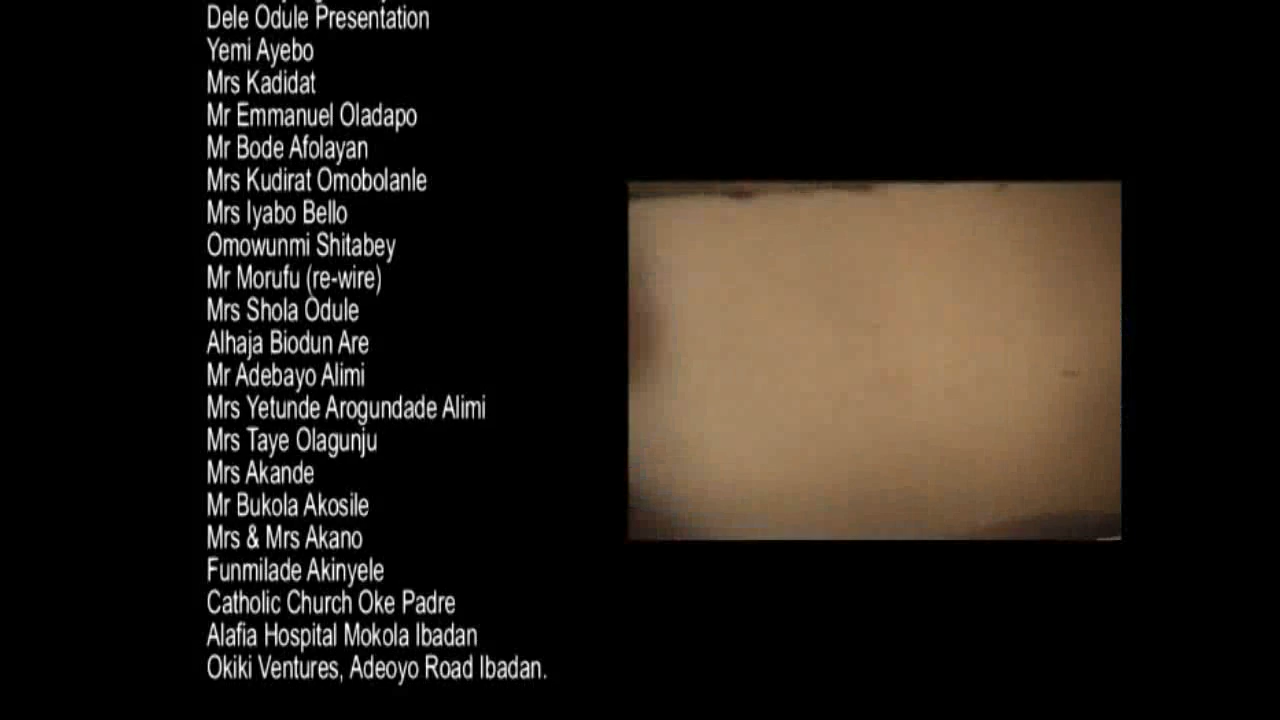 Dele Odule Presentation
Yemi Ayebo
Mrs Kadidat
Mr Emmanuel Oladapo
Mr Bode Afolayan
Mrs Kudirat Omobolanle
Mrs Iyabo Bello
Omowunmi Shitabey
Mr Morufu (re-wire)
Mrs Shola Odule
Alhaja Biodun Are
Mr Adebayo Alimi
Mrs Yetunde Arogundade Alimi
Mrs Taye Olagunju
Mrs Akande
Mr Bukola Akosile
Mrs & Mrs Akano
Funmilade Akinyele
Catholic Church Oke Padre
Alafia Hospital Mokola Ibadan
Okiki Ventures, Adeoyo Road Ibadan.